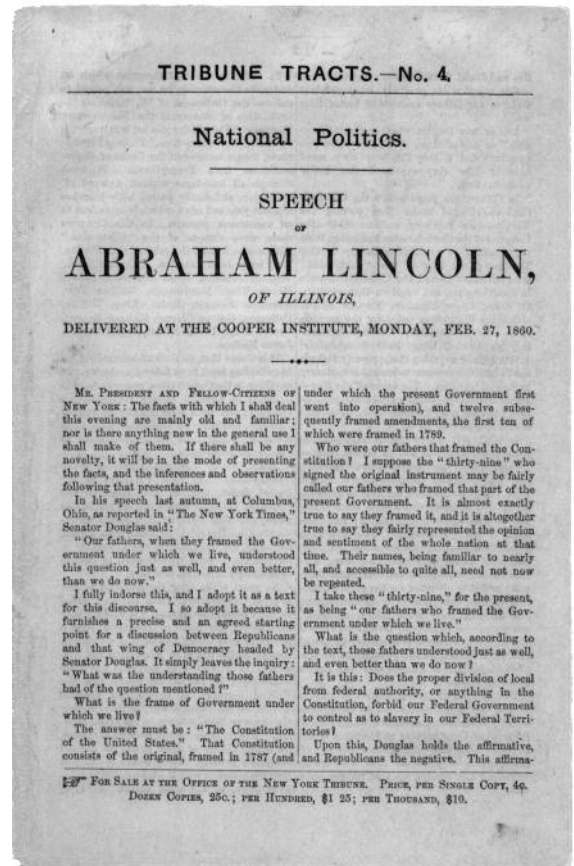 TRIBUNE TRACTS.—No. 4.
National Politics.
SPEECH
OF
ABRAHAM LINCOLN,
OF ILLINOIS,
DELIVERED AT THE COOPER INSTITUTE, MONDAY, FEB. 27, 1860.
MR. PRESIDENT AND FELLOW-CITIZENS OF
NEW YORK: The facts with which I shall deal
this evening are mainly old and familiar;
nor is there anything new in the general use I
shall make of them. If there shall be any
novelty, it will be in the mode of presenting
the facts, and the inferences and observations
following that presentation.
In his speech last autumn, at Columbus,
Ohio, as reported in "The New York Times,"
Senator Douglas said:
"Our fathers, when they framed the Gov-
ernment under which we live, understood
this question just as well, and even better,
than we do now."
I fully indorse this, and I adopt it as a text
for this discourse. I so adopt it because it
furnishes a precise and an agreed starting
point for a discussion between Republicans
and that wing of Democracy headed by
Senator Douglas. It simply leaves the inquiry:
"What was the understanding those fathers
had of the question mentioned?"
What is the frame of Government under
which we live?
The answer must be: "The Constitution
of the United States." That Constitution
consists of the original, framed in 1787 (and
under which the present Government first
went into operation), and twelve subse-
quently framed amendments, the first ten of
which were framed in 1789.
Who were our fathers that framed the Con-
stitution? I suppose the "thirty-nine" who
signed the original instrument may be fairly
called our fathers who framed that part of the
present Government. It is almost exactly
true to say they framed it, and it is altogether
true to say they fairly represented the opinion
and sentiment of the whole nation at that
time. Their names, being familiar to nearly
all, and accessible to quite all, need not now
be repeated.
I take these "thirty-nine," for the present,
as being "our fathers who framed the Gov-
ernment under which we live."
What is the question which, according to
the text, those fathers understood just as well,
and even better than we do now?
It is this: Does the proper division of local
from federal authority, or anything in the
Constitution, forbid our Federal Government
to control as to slavery in our Federal Terri-
tories?
Upon this, Douglas holds the affirmative,
and Republicans the negative. This affirma-
☞ FOR SALE AT THE OFFICE OF THE NEW YORK TRIBUNE. PRICE, PER SINGLE COPY, 4c.
DOZEN COPIES, 25c.; PER HUNDRED, $1 25; PER THOUSAND, $10.